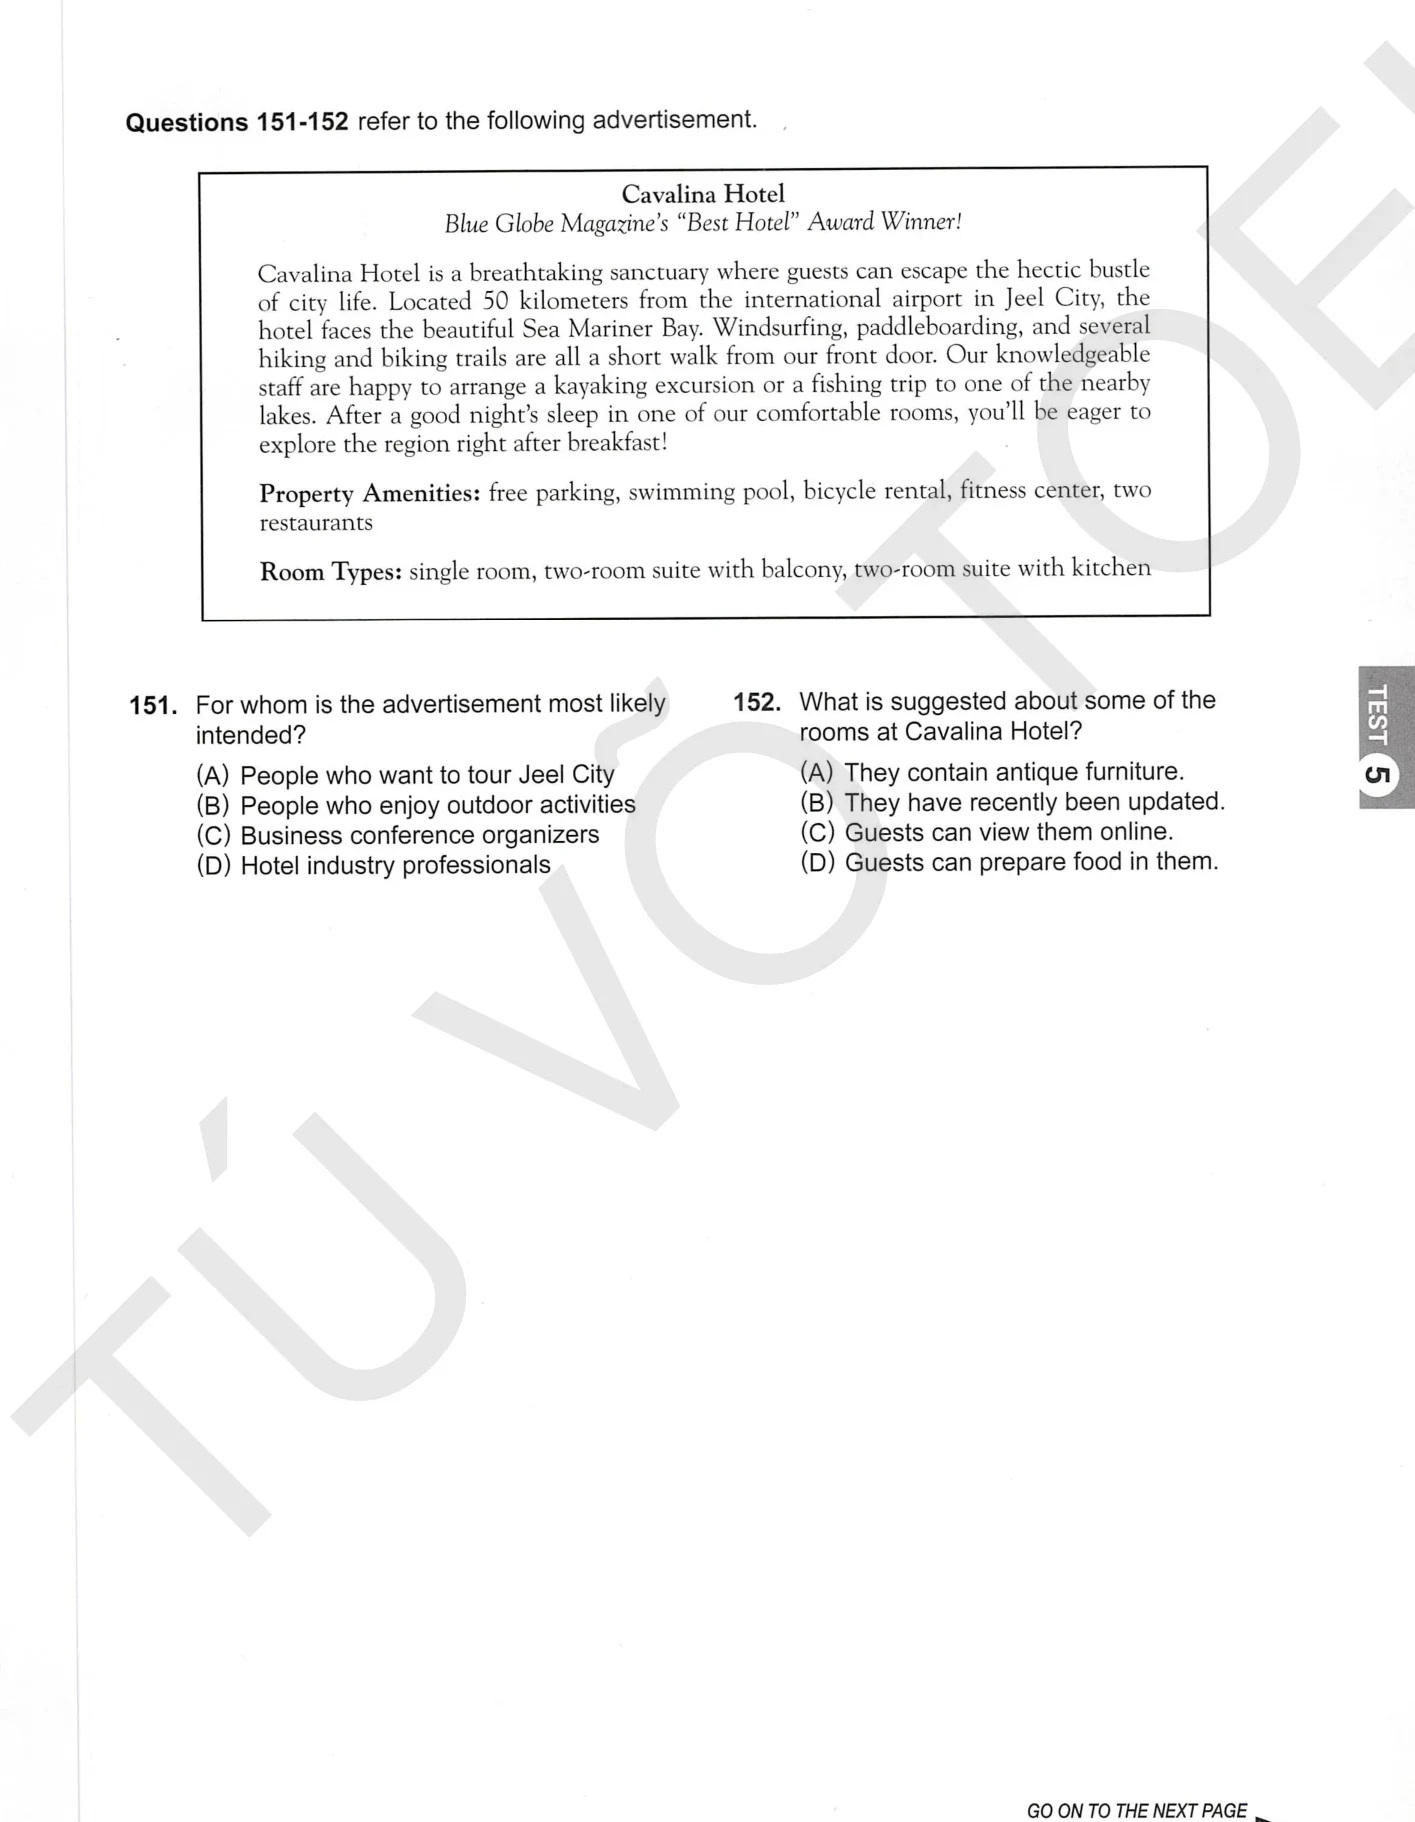 Questions 151-152 refer to the following advertisement.
Cavalina Hotel
Blue Globe Magazine's "Best Hotel" Award Winner!
Cavalina Hotel is a breathtaking sanctuary where guests can escape the hectic bustle
of city life. Located 50 kilometers from the international airport in Jeel City, the
hotel faces the beautiful Sea Mariner Bay. Windsurfing, paddleboarding, and several
hiking and biking trails are all a short walk from our front door. Our knowledgeable
staff are happy to arrange a kayaking excursion or a fishing trip to one of the nearby
lakes. After a good night's sleep in one of our comfortable rooms, you'll be eager to
explore the region right after breakfast!
Property Amenities: free parking, swimming pool, bicycle rental, fitness center, two
restaurants
Room Types: single room, two-room suite with balcony, two-room suite with kitchen
151. For whom is the advertisement most likely
intended?
(A) People who want to tour Jeel City
(B) People who enjoy outdoor activities
(C) Business conference organizers
(D) Hotel industry professionals
152. What is suggested about some of the
rooms at Cavalina Hotel?
(A) They contain antique furniture.
(B) They have recently been updated.
(C) Guests can view them online.
(D) Guests can prepare food in them.
TEST 5
TÚ VÕ TOE
GO ON TO THE NEXT PAGE